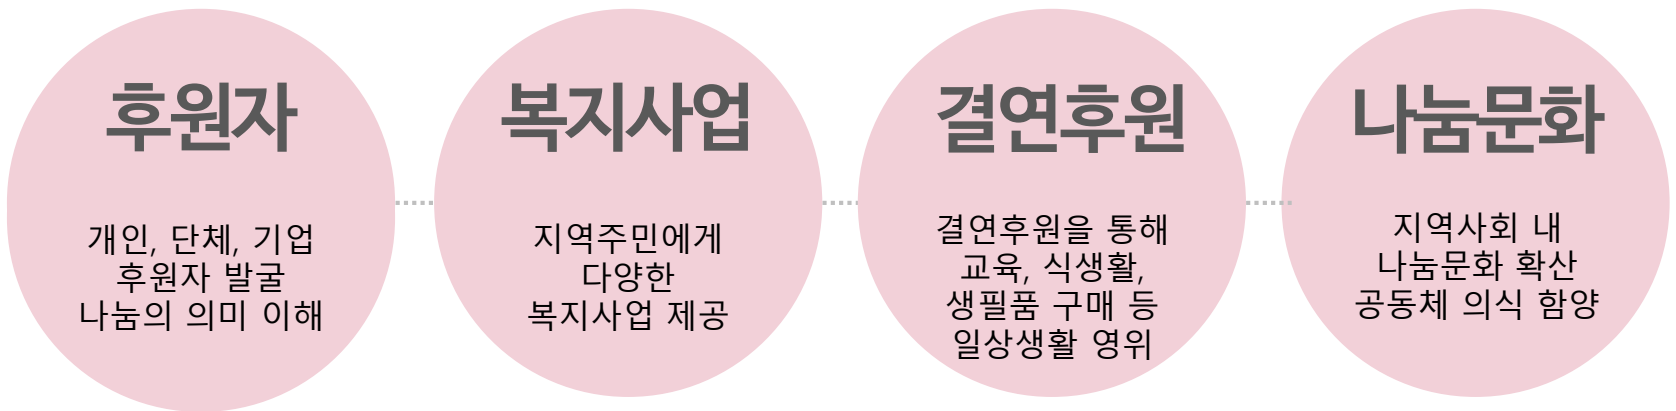 후원자
개인, 단체, 기업
후원자 발굴
나눔의 의미 이해
복지사업
지역주민에게
다양한
복지사업 제공
결연후원
결연후원을 통해
교육, 식생활,
생필품 구매 등
일상생활 영위
나눔문화
지역사회 내
나눔문화 확산
공동체 의식 함양